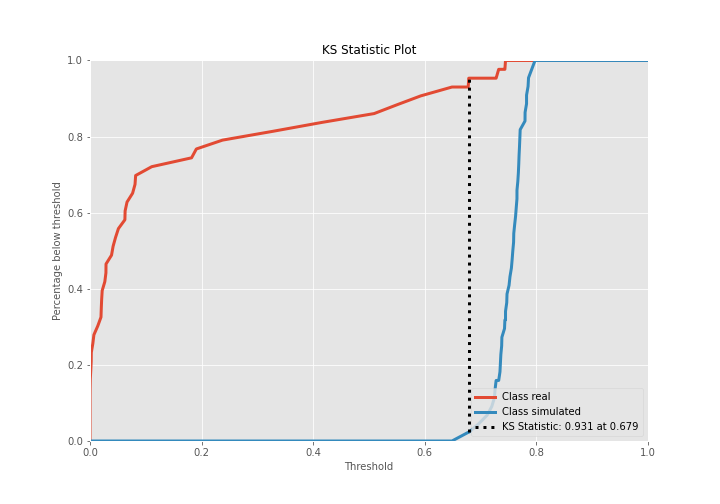 KS Statistic Plot
1.0
0.8
0.6
0.4
0.2
0.0
Percentage below threshold
0.0 0.2 0.4 0.6 0.8 1.0
Threshold
Class real
Class simulated
KS Statistic: 0.931 at 0.679